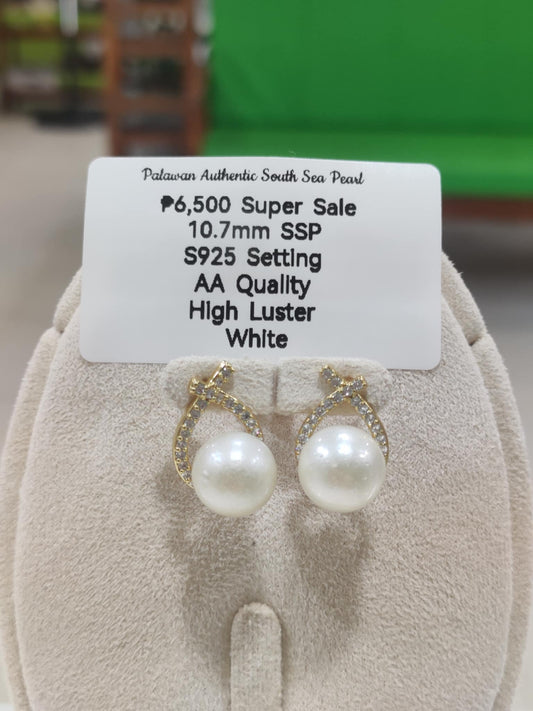 Palawan Authentic South Sea Pearl
₱6,500 Super Sale
10.7mm SSP
S925 Setting
AA Quality
High Luster
White